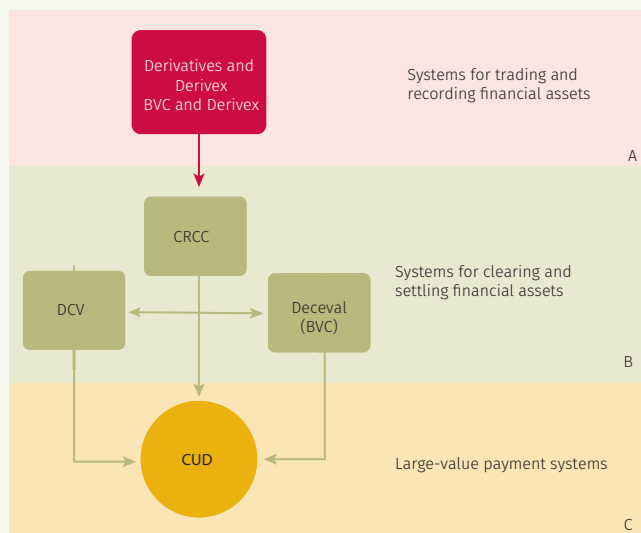 Derivatives and
Derivex
BVC and Derivex
Systems for trading and
recording financial assets
A
CRCC
DCV
Deceval
(BVC)
Systems for clearing and
settling financial assets
B
CUD
Large-value payment systems
C